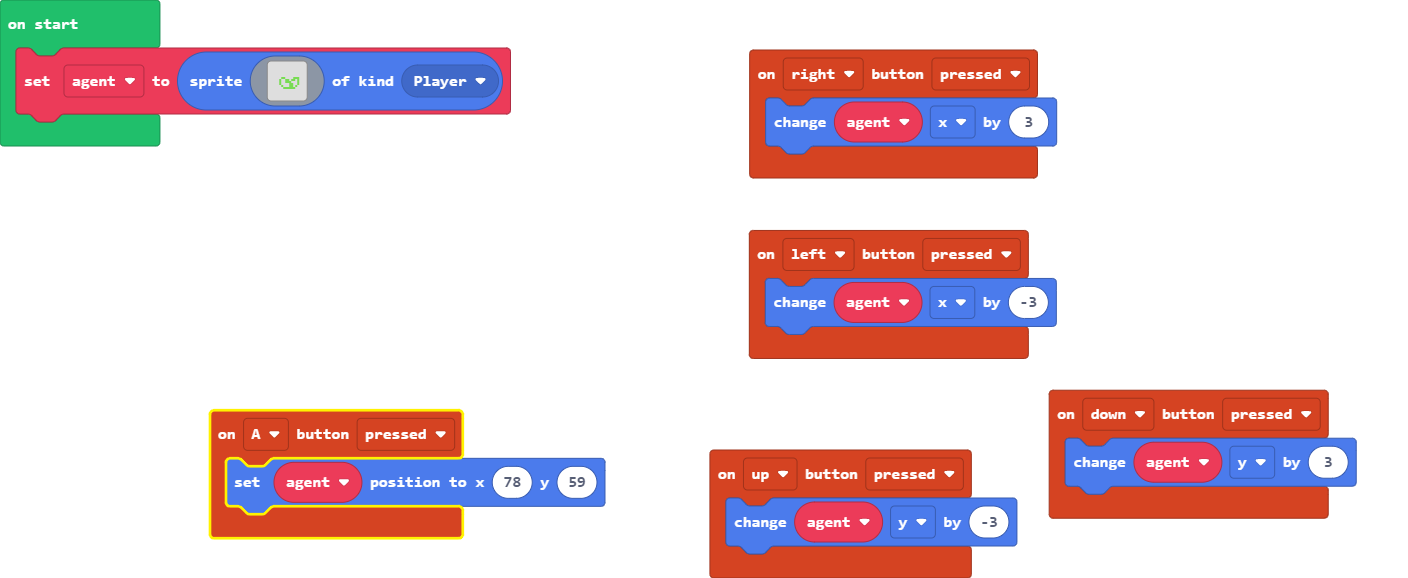 on start
set agent to sprite of kind Player
on right button pressed
change agent x by 3
on left button pressed
change agent x by -3
on A button pressed
set agent position to x 78 y 59
on up button pressed
change agent y by -3
on down button pressed
change agent y by 3